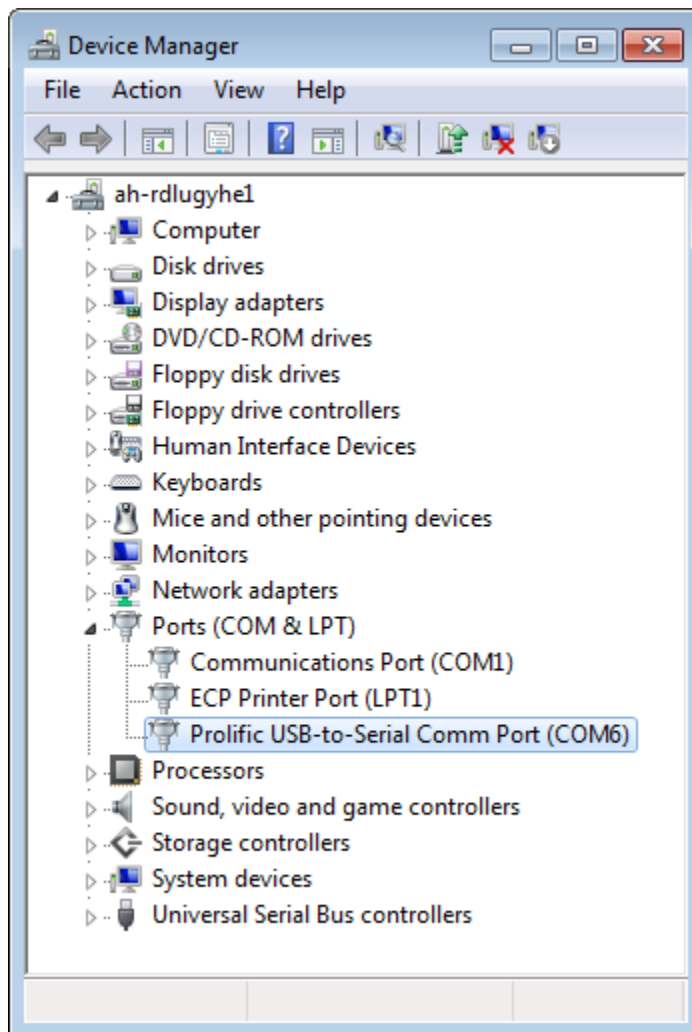 Device Manager
File Action View Help
ah-rdlugyhe1
Computer
Disk drives
Display adapters
DVD/CD-ROM drives
Floppy disk drives
Floppy drive controllers
Human Interface Devices
Keyboards
Mice and other pointing devices
Monitors
Network adapters
Ports (COM & LPT)
Communications Port (COM1)
ECP Printer Port (LPT1)
Prolific USB-to-Serial Comm Port (COM6)
Processors
Sound, video and game controllers
Storage controllers
System devices
Universal Serial Bus controllers